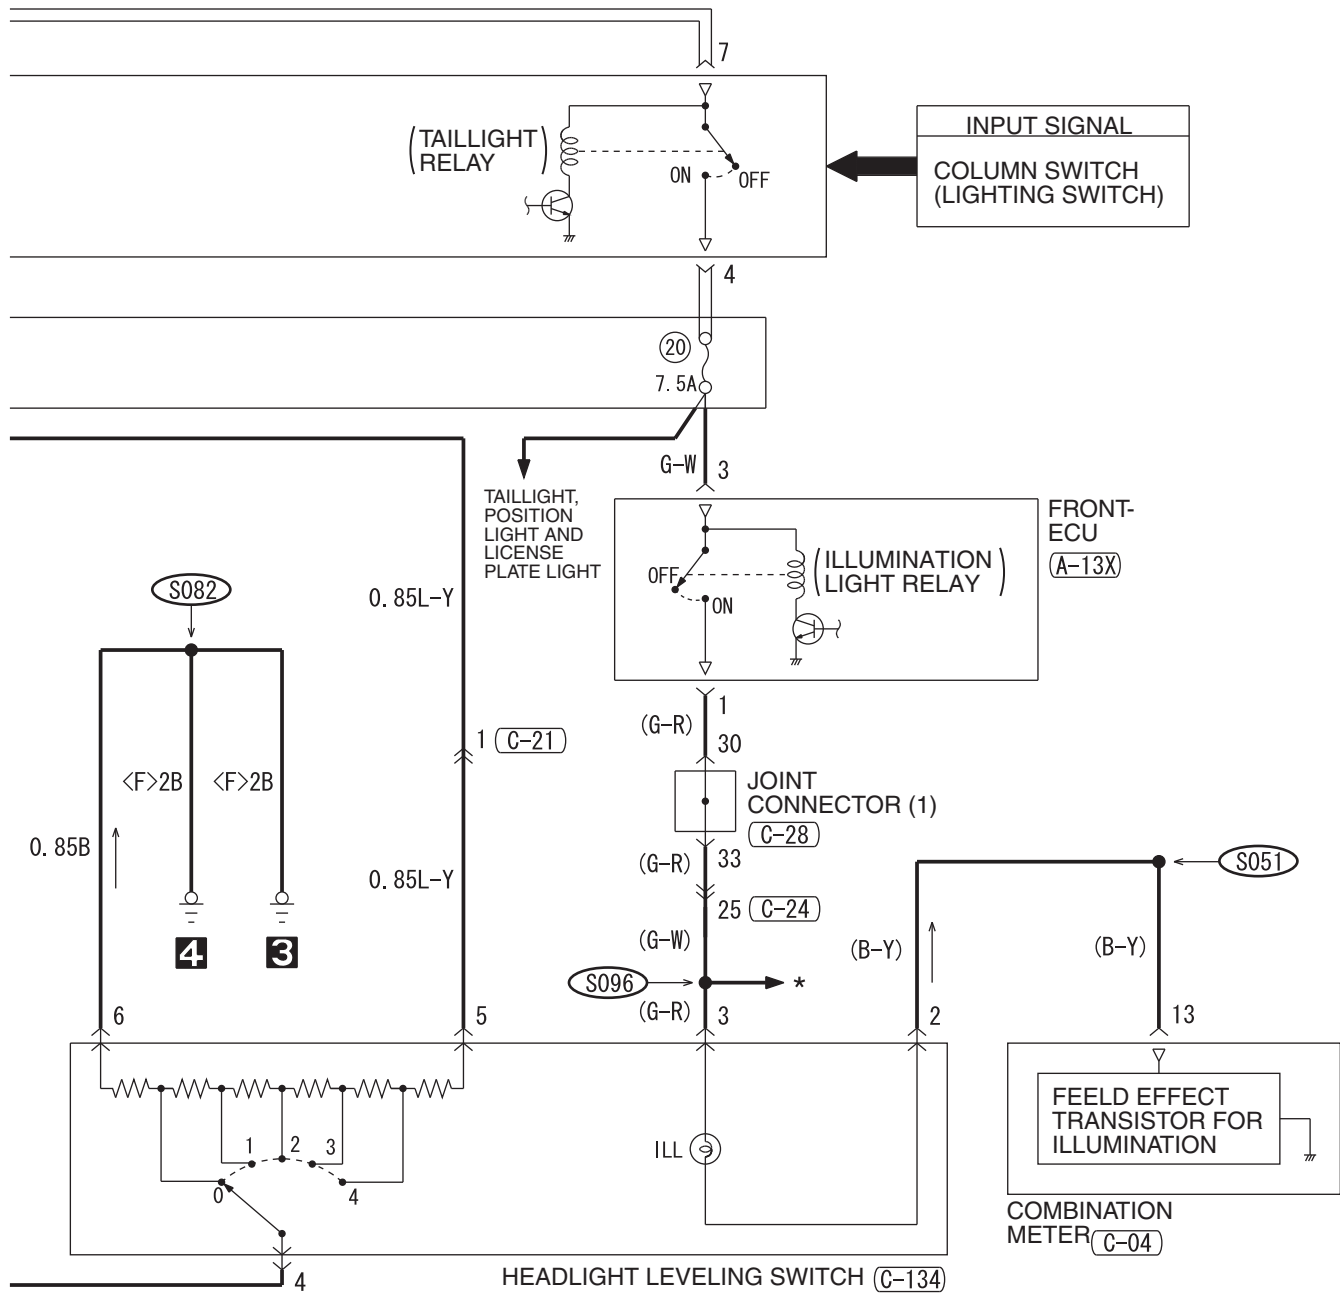 7
(TAILLIGHT
RELAY)
ON
OFF
INPUT SIGNAL
COLUMN SWITCH
(LIGHTING SWITCH)
4
20
7.5A
G-W
3
TAILLIGHT,
POSITION
LIGHT AND
LICENSE
PLATE LIGHT
FRONT-
ECU
A-13X
OFF
ON
(ILLUMINATION
LIGHT RELAY)
S082
0.85L-Y
1
C-21
(G-R)
1
30
JOINT
CONNECTOR (1)
C-28
<F>2B
<F>2B
0.85B
0.85L-Y
(G-R)
33
25
C-24
S051
4
3
(G-W)
(B-Y)
(B-Y)
S096
*
(G-R)
6
5
3
2
13
0
1
2
3
4
ILL
FEELD EFFECT
TRANSISTOR FOR
ILLUMINATION
COMBINATION
METER
C-04
4
HEADLIGHT LEVELING SWITCH
C-134